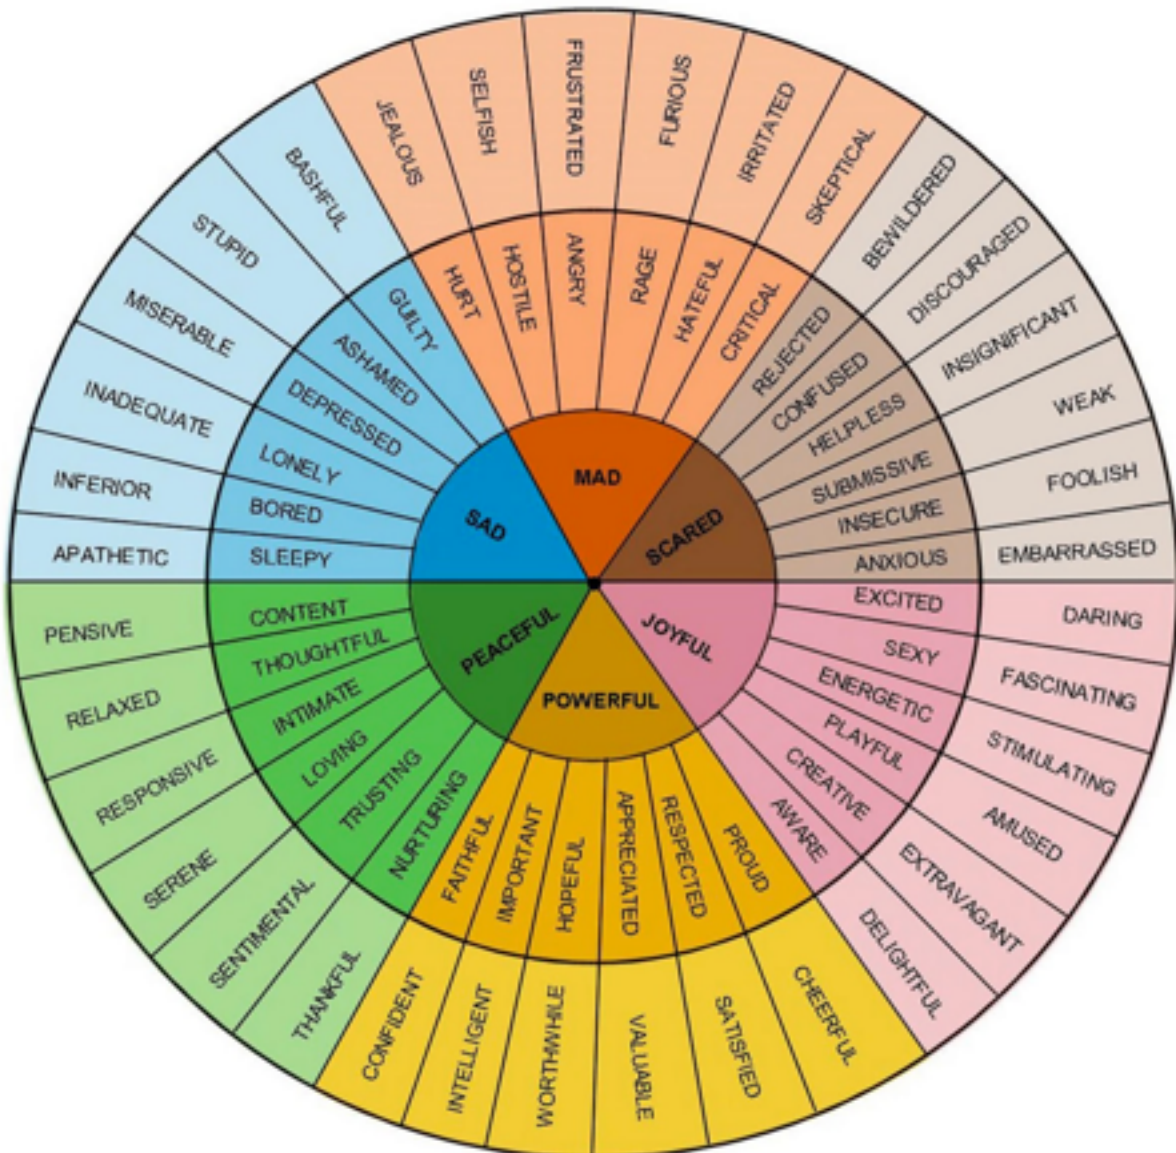 MAD
SCARED
JOYFUL
POWERFUL
PEACEFUL
SAD
HURT
HOSTILE
ANGRY
RAGE
HATEFUL
CRITICAL
REJECTED
CONFUSED
HELPLESS
SUBMISSIVE
INSECURE
ANXIOUS
EXCITED
SEXY
ENERGETIC
PLAYFUL
CREATIVE
AWARE
PROUD
RESPECTED
APPRECIATED
HOPEFUL
IMPORTANT
FAITHFUL
NURTURING
TRUSTING
LOVING
INTIMATE
THOUGHTFUL
CONTENT
SLEEPY
BORED
LONELY
DEPRESSED
ASHAMED
GUILTY
JEALOUS
SELFISH
FRUSTRATED
FURIOUS
IRRITATED
SKEPTICAL
BEWILDERED
DISCOURAGED
INSIGNIFICANT
WEAK
FOOLISH
EMBARRASSED
DARING
FASCINATING
STIMULATING
AMUSED
EXTRAVAGANT
DELIGHTFUL
CHEERFUL
SATISFIED
VALUABLE
WORTHWHILE
INTELLIGENT
CONFIDENT
THANKFUL
SENTIMENTAL
SERENE
RESPONSIVE
RELAXED
PENSIVE
APATHETIC
INFERIOR
INADEQUATE
MISERABLE
STUPID
BASHFUL